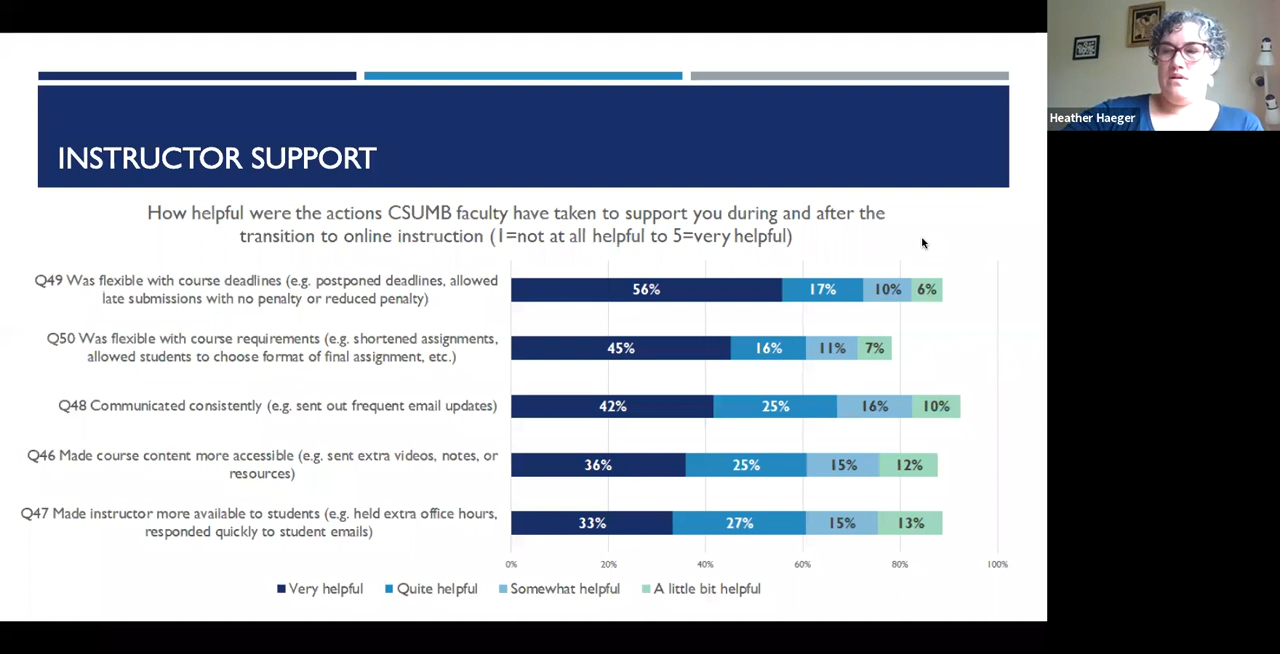 Heather Haeger
INSTRUCTOR SUPPORT
How helpful were the actions CSUMB faculty have taken to support you during and after the
transition to online instruction (1=not at all helpful to 5=very helpful)
Q49 Was flexible with course deadlines (e.g. postponed deadlines, allowed
late submissions with no penalty or reduced penalty)
56% 17% 10% 6%
Q50 Was flexible with course requirements (e.g. shortened assignments,
allowed students to choose format of final assignment, etc.)
45% 16% 11% 7%
Q48 Communicated consistently (e.g. sent out frequent email updates)
42% 25% 16% 10%
Q46 Made course content more accessible (e.g. sent extra videos, notes, or
resources)
36% 25% 15% 12%
Q47 Made instructor more available to students (e.g. held extra office hours,
responded quickly to student emails)
33% 27% 15% 13%
0% 20% 40% 60% 80% 100%
Very helpful Quite helpful Somewhat helpful A little bit helpful